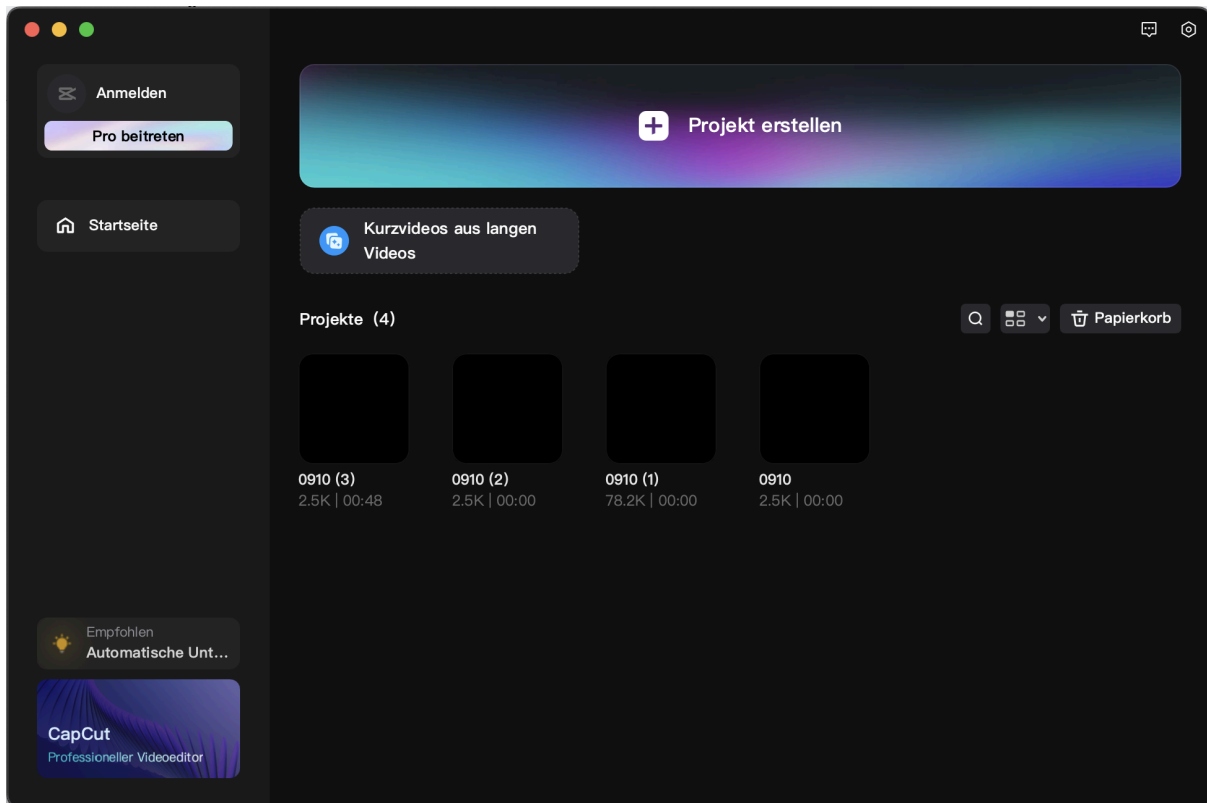 Anmelden
Pro beitreten
Startseite
Projekt erstellen
Kurzvideos aus langen
Videos
Projekte (4)
Papierkorb
0910 (3)
2.5K | 00:48
0910 (2)
2.5K | 00:00
0910 (1)
78.2K | 00:00
0910
2.5K | 00:00
Empfohlen
Automatische Unt...
CapCut
Professioneller Videoeditor